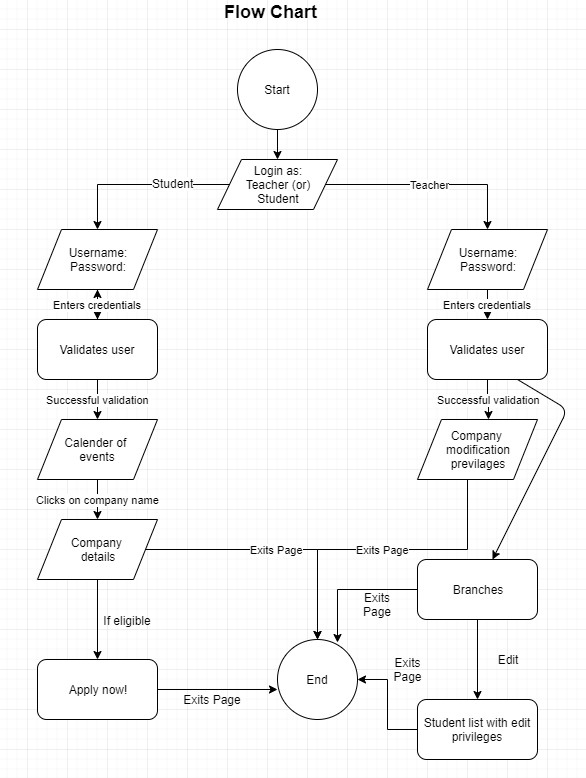 Flow Chart
Start
Login as:
Teacher (or)
Student
Student
Teacher
Username:
Password:
Username:
Password:
Enters credentials
Enters credentials
Validates user
Validates user
Successful validation
Successful validation
Calender of
events
Company
modification
previlages
Clicks on company name
Company
details
Exits Page
Exits Page
Branches
Exits
Page
If eligible
Edit
Exits
Page
End
Apply now!
Exits Page
Student list with edit
privileges